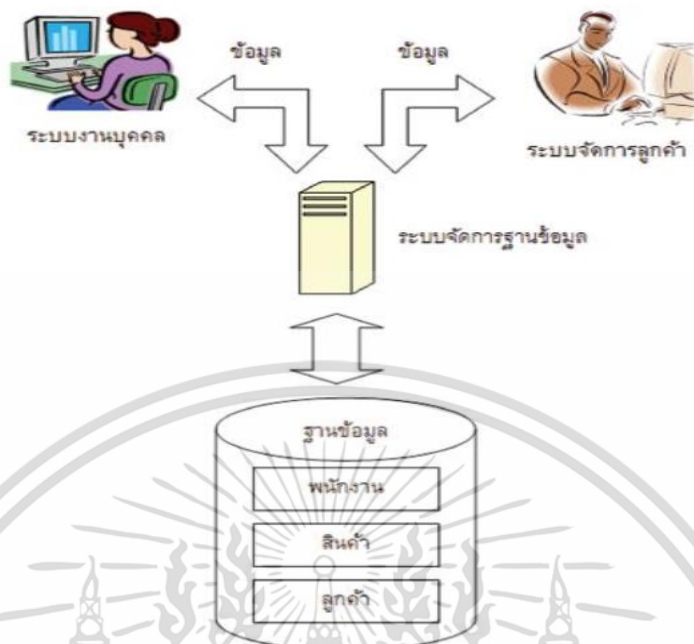 ข้อมูล
ข้อมูล
ระบบงานบุคคล
ระบบจัดการลูกค้า
ระบบจัดการฐานข้อมูล
ฐานข้อมูล
พนักงาน
สินค้า
ลูกค้า